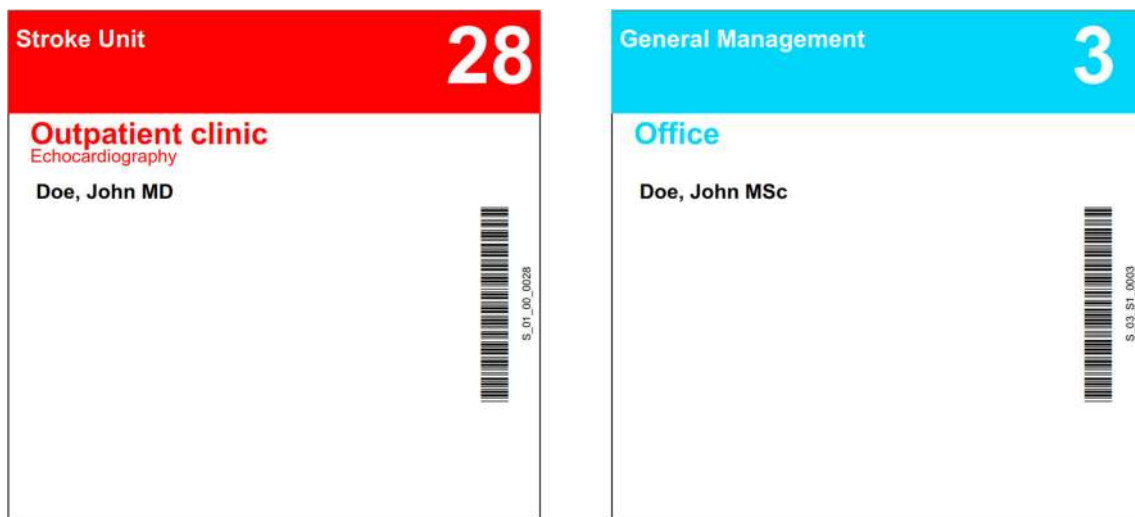 Stroke Unit
28
Outpatient clinic
Echocardiography
Doe, John MD
S_01_00_0028
General Management
3
Office
Doe, John MSc
S_03_S1_0003